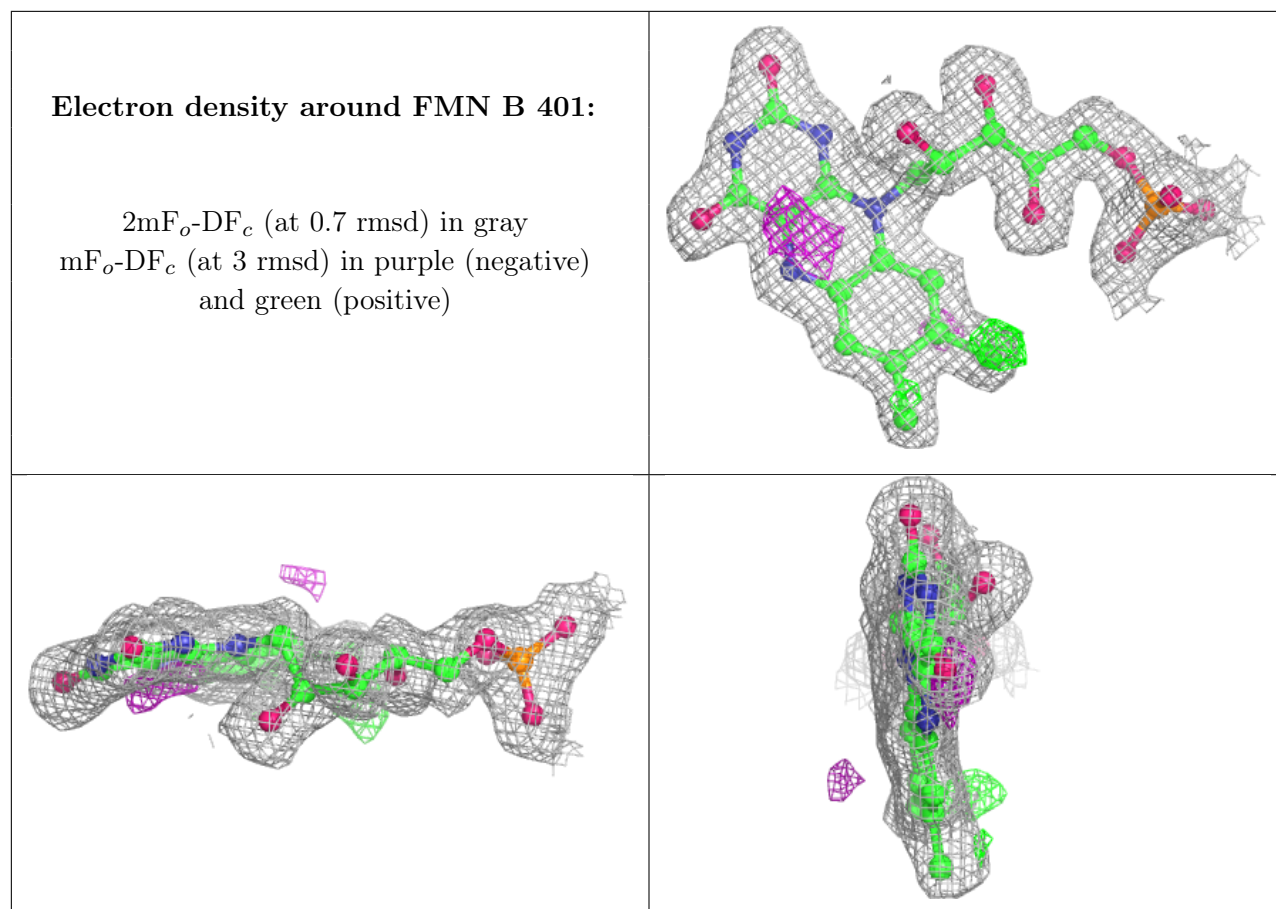 Electron density around FMN B 401:
2mFo-DFc (at 0.7 rmsd) in gray
mFo-DFc (at 3 rmsd) in purple (negative)
and green (positive)